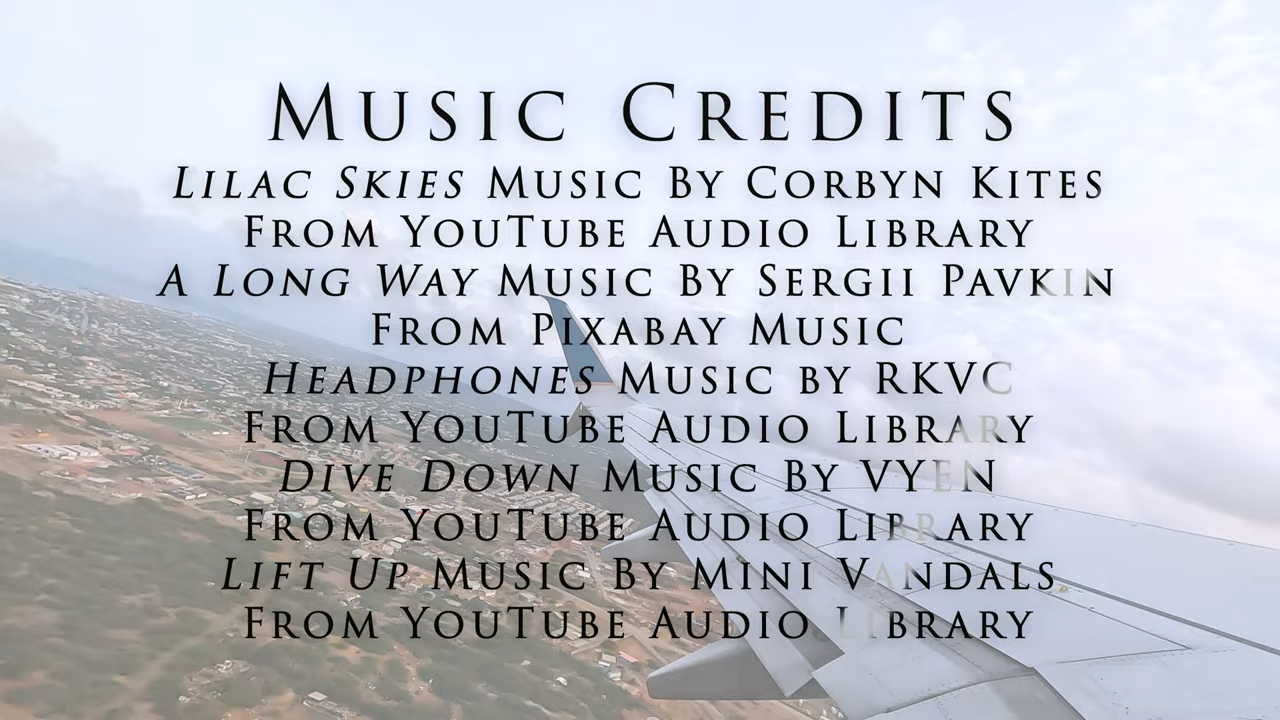 Music Credits
Lilac Skies Music By Corbyn Kites
From YouTube Audio Library
A Long Way Music By Sergii Pavkin
From Pixabay Music
Headphones Music by RKVC
From YouTube Audio Library
Dive Down Music By VYEN
From YouTube Audio Library
Lift Up Music By Mini Vandals
From YouTube Audio Library